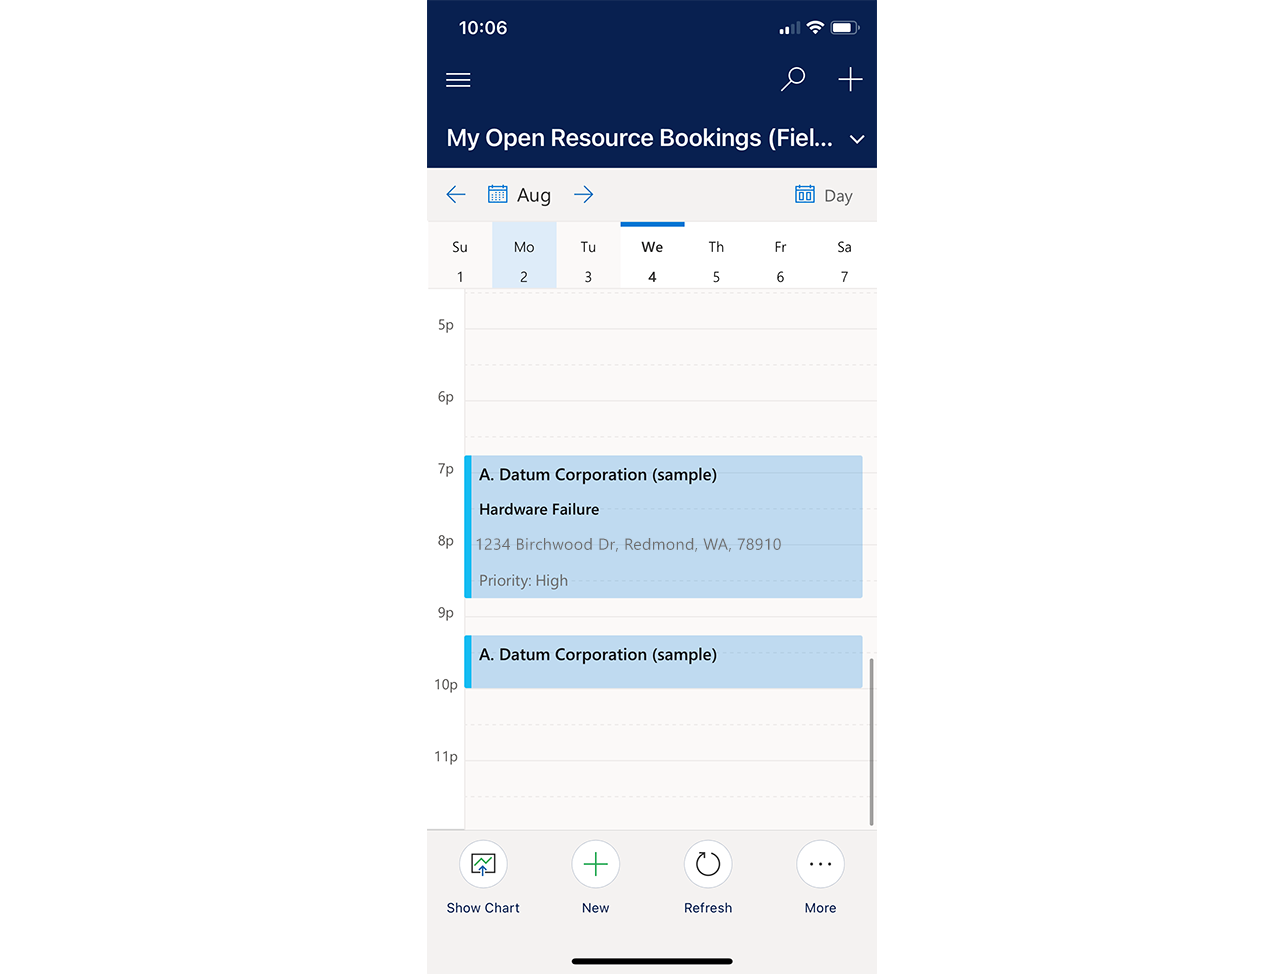 10:06
My Open Resource Bookings (Fiel...
Aug
Day
Su Mo Tu We Th Fr Sa
1 2 3 4 5 6 7
5p
6p
7p
A. Datum Corporation (sample)
Hardware Failure
8p
1234 Birchwood Dr, Redmond, WA, 78910
Priority: High
9p
A. Datum Corporation (sample)
10p
11p
Show Chart New Refresh More